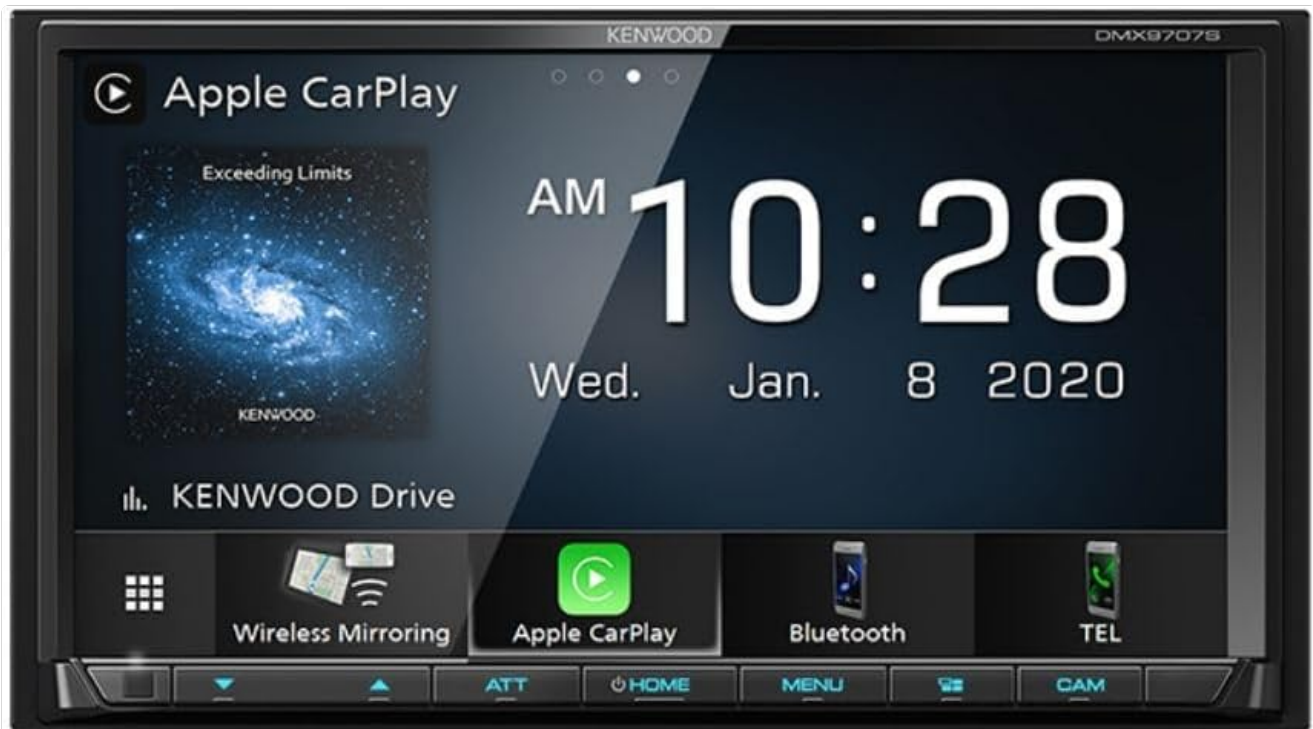 KENWOOD
DMX9707S
Apple CarPlay
Exceeding Limits
KENWOOD
KENWOOD Drive
AM 10:28
Wed. Jan. 8 2020
Wireless Mirroring
Apple CarPlay
Bluetooth
TEL
ATT
HOME
MENU
CAM